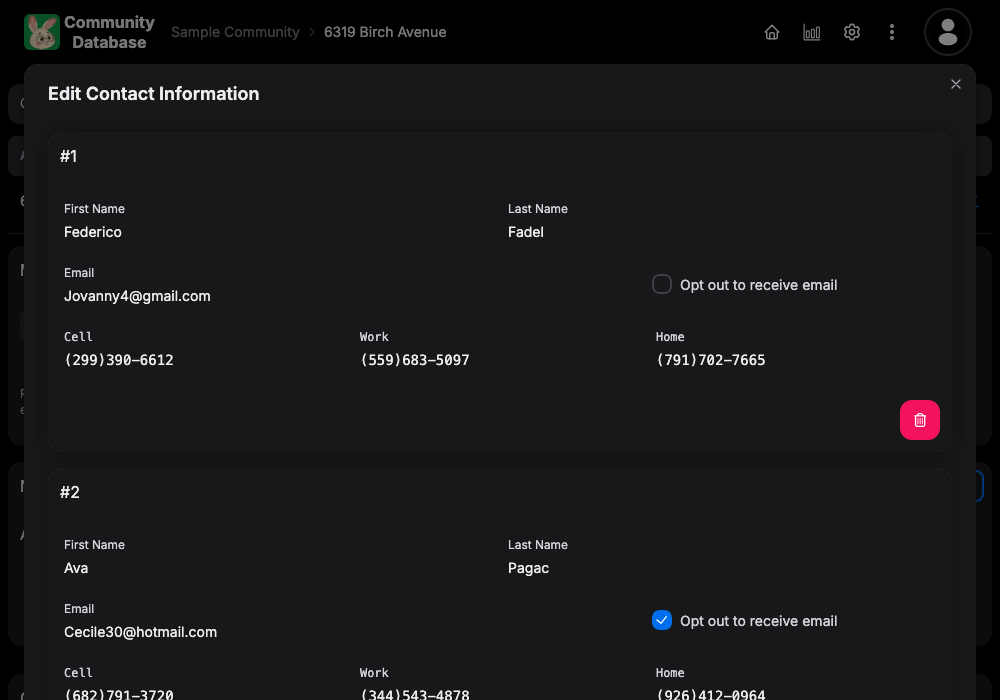 Community
Database
Sample Community › 6319 Birch Avenue
Edit Contact Information
#1
First Name
Last Name
Federico
Fadel
Email
Jovanny4@gmail.com
Opt out to receive email
Cell
Work
Home
(299)390-6612
(559)683-5097
(791)702-7665
#2
First Name
Last Name
Ava
Pagac
Email
Cecile30@hotmail.com
Opt out to receive email
Cell
Work
Home
(682)791-3720
(344)543-4878
(926)412-0964